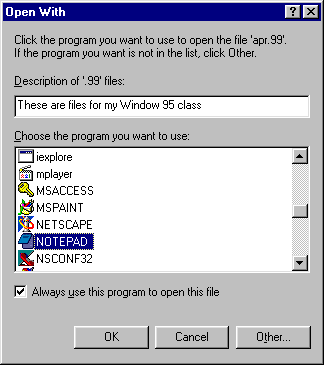 Open With
Click the program you want to use to open the file 'apr.99'.
If the program you want is not in the list, click Other.
Description of '.99' files:
These are files for my Window 95 class
Choose the program you want to use:
iexplore
mplayer
MSACCESS
MSPAINT
NETSCAPE
NOTEPAD
NSCONF32
Always use this program to open this file
OK Cancel Other...